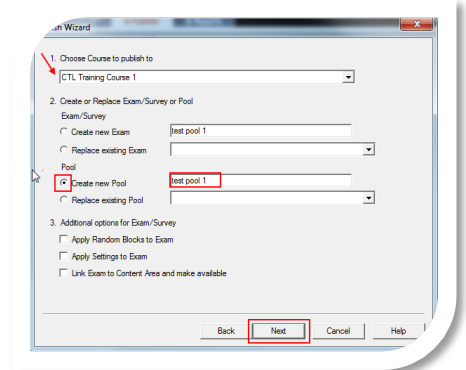 sh Wizard
1. Choose Course to publish to
CTL Training Course 1
2. Create or Replace Exam/Survey or Pool
Exam/Survey
Create new Exam
test pool 1
Replace existing Exam
Pool
Create new Pool
test pool 1
Replace existing Pool
3. Additional options for Exam/Survey
Apply Random Blocks to Exam
Apply Settings to Exam
Link Exam to Content Area and make available
Back
Next
Cancel
Help